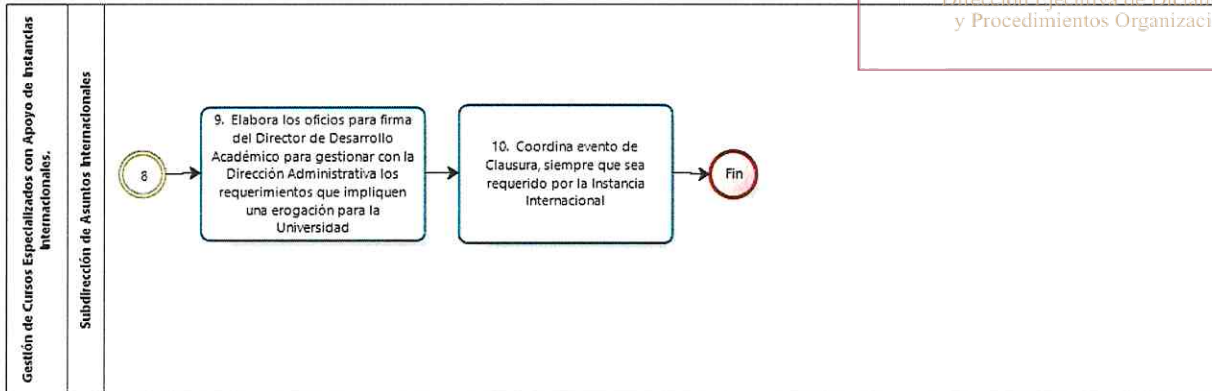 y Procedimientos Organizaci
Gestión de Cursos Especializados con Apoyo de Instancias
Internacionales.
Subdirección de Asuntos Internacionales
8
9. Elabora los oficios para firma
del Director de Desarrollo
Académico para gestionar con la
Dirección Administrativa los
requerimientos que impliquen
una erogación para la
Universidad
10. Coordina evento de
Clausura, siempre que sea
requerido por la Instancia
Internacional
Fin